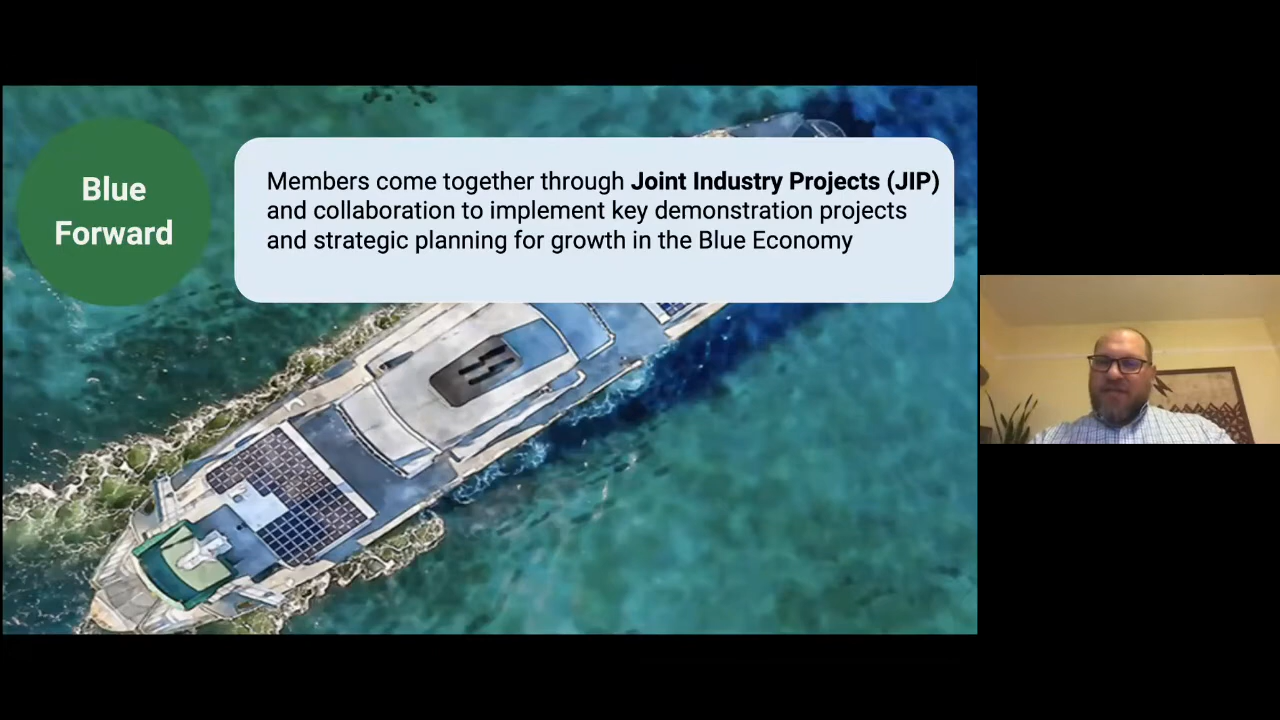 Blue
Forward
Members come together through Joint Industry Projects (JIP)
and collaboration to implement key demonstration projects
and strategic planning for growth in the Blue Economy